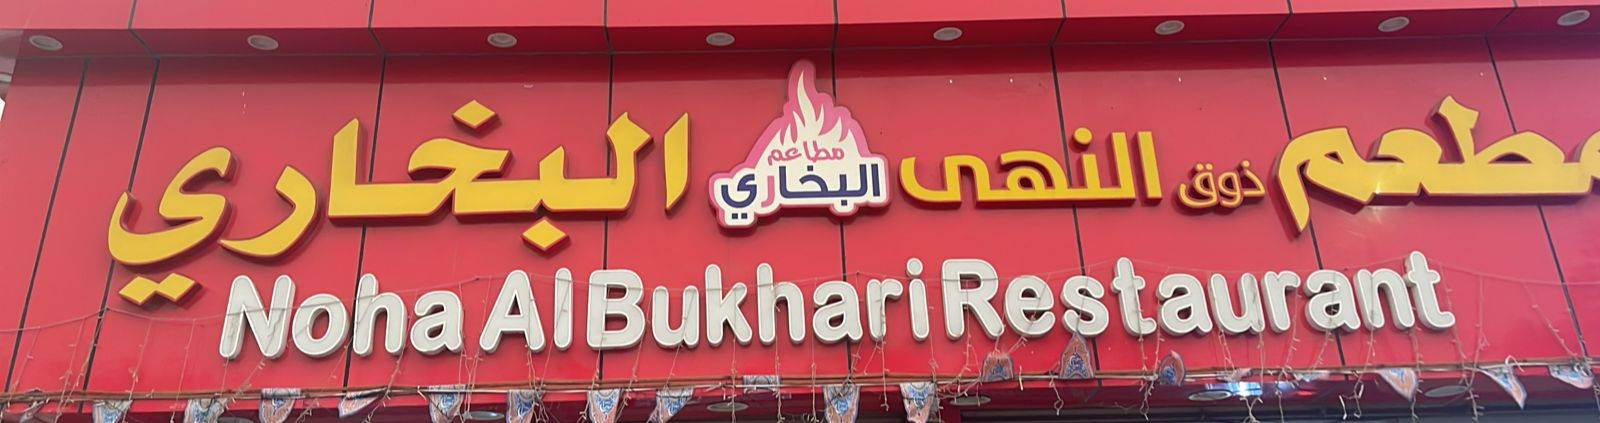 مطعم ذوق النهى البخاري
مطاعم
البخاري
Noha Al Bukhari Restaurant